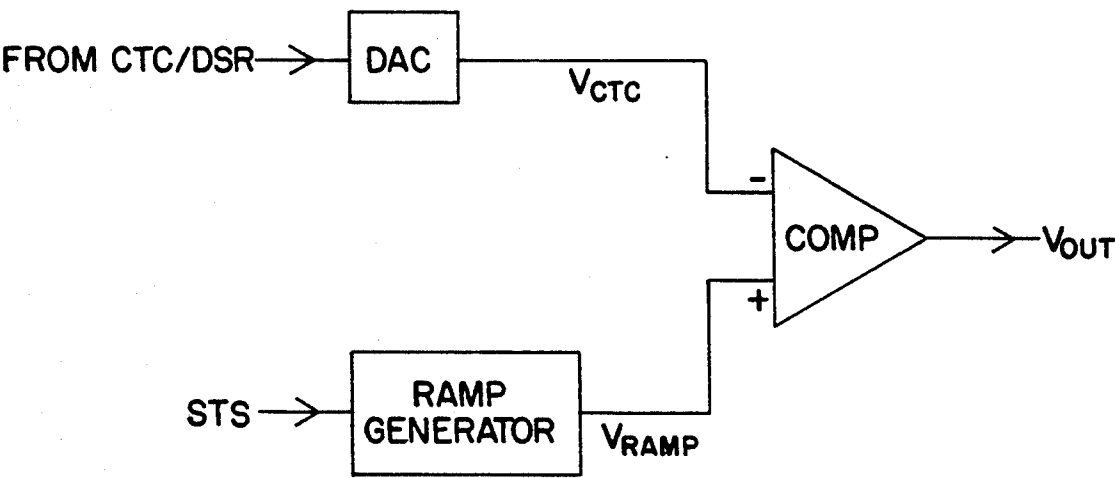 FROM CTC/DSR
DAC
VCTC
-
COMP
VOUT
+
STS
RAMP
GENERATOR
VRAMP